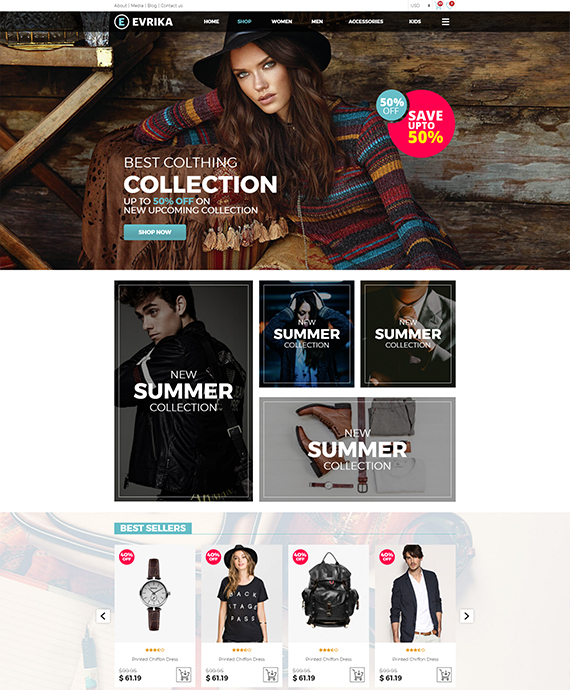 About | Media | Blog | Contact us
USD
EVRIKA
HOME SHOP WOMEN MEN ACCESSORIES KIDS
50%
OFF
SAVE
UPTO
50%
BEST COLTHING
COLLECTION
UP TO 50% OFF ON
NEW UPCOMING COLLECTION
SHOP NOW
NEW
SUMMER
COLLECTION
NEW
SUMMER
COLLECTION
NEW
SUMMER
COLLECTION
NEW
SUMMER
COLLECTION
BEST SELLERS
40%
OFF
40%
OFF
40%
OFF
40%
OFF
BACK
STAGE
PASS
Printed Chiffon Dress
$99.95
$ 61.19
Printed Chiffon Dress
$99.95
$ 61.19
Printed Chiffon Dress
$99.95
$ 61.19
Printed Chiffon Dress
$99.95
$ 61.19